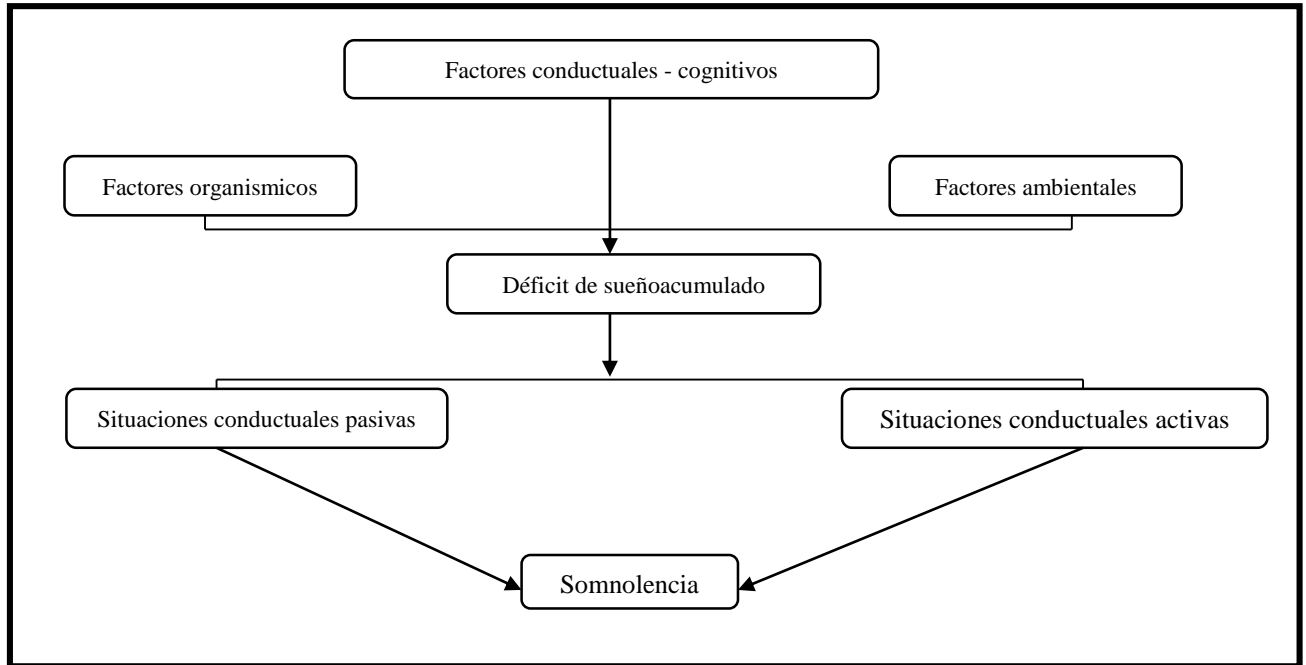 Factores conductuales - cognitivos
Factores organismicos
Factores ambientales
Déficit de sueñoacumulado
Situaciones conductuales pasivas
Situaciones conductuales activas
Somnolencia